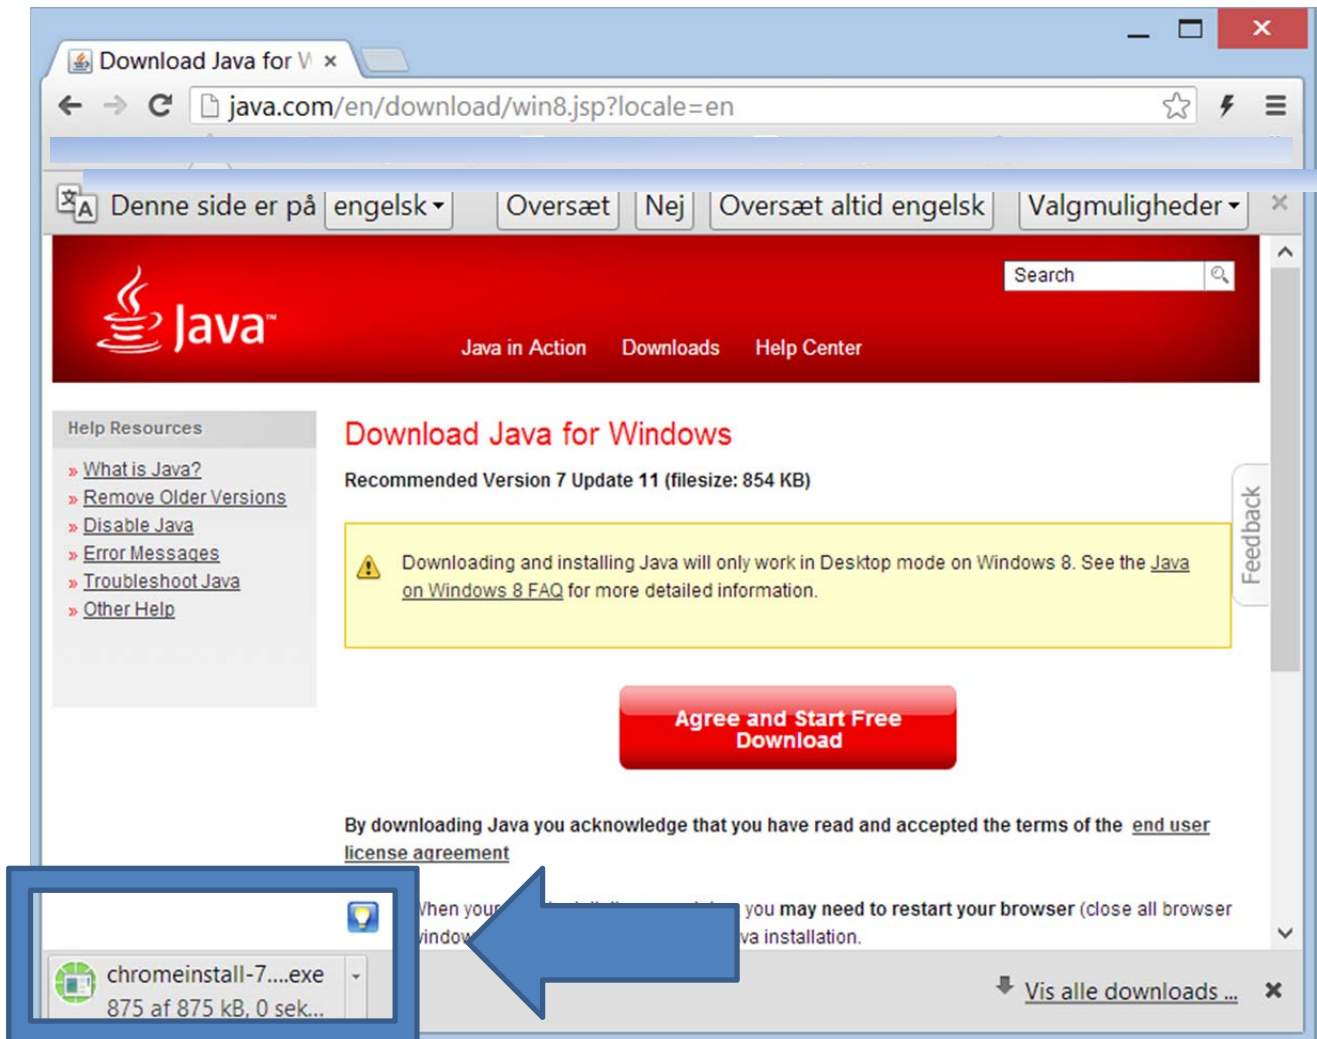 Download Java for W
java.com/en/download/win8.jsp?locale=en
Denne side er på engelsk Oversæt Nej Oversæt altid engelsk Valgmuligheder
Search
Java™
Java in Action Downloads Help Center
Help Resources
» What is Java?
» Remove Older Versions
» Disable Java
» Error Messages
» Troubleshoot Java
» Other Help
Download Java for Windows
Recommended Version 7 Update 11 (filesize: 854 KB)
Downloading and installing Java will only work in Desktop mode on Windows 8. See the Java
on Windows 8 FAQ for more detailed information.
Feedback
Agree and Start Free
Download
By downloading Java you acknowledge that you have read and accepted the terms of the end user
license agreement
you may need to restart your browser (close all browser
installation.
chromeinstall-7....exe
875 af 875 kB, 0 sek...
Vis alle downloads ...